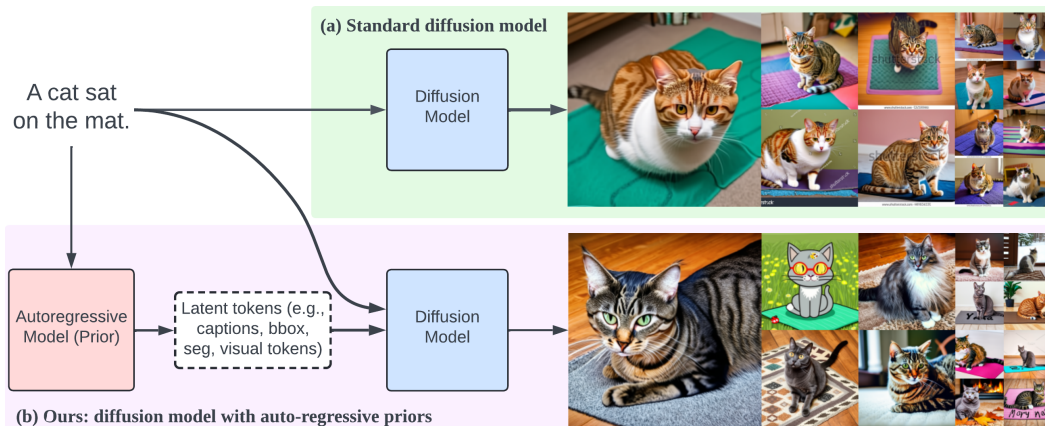 (a) Standard diffusion model
A cat sat
on the mat.
Diffusion
Model
Autoregressive
Model (Prior)
Latent tokens (e.g.,
captions, bbox,
seg, visual tokens)
Diffusion
Model
(b) Ours: diffusion model with auto-regressive priors